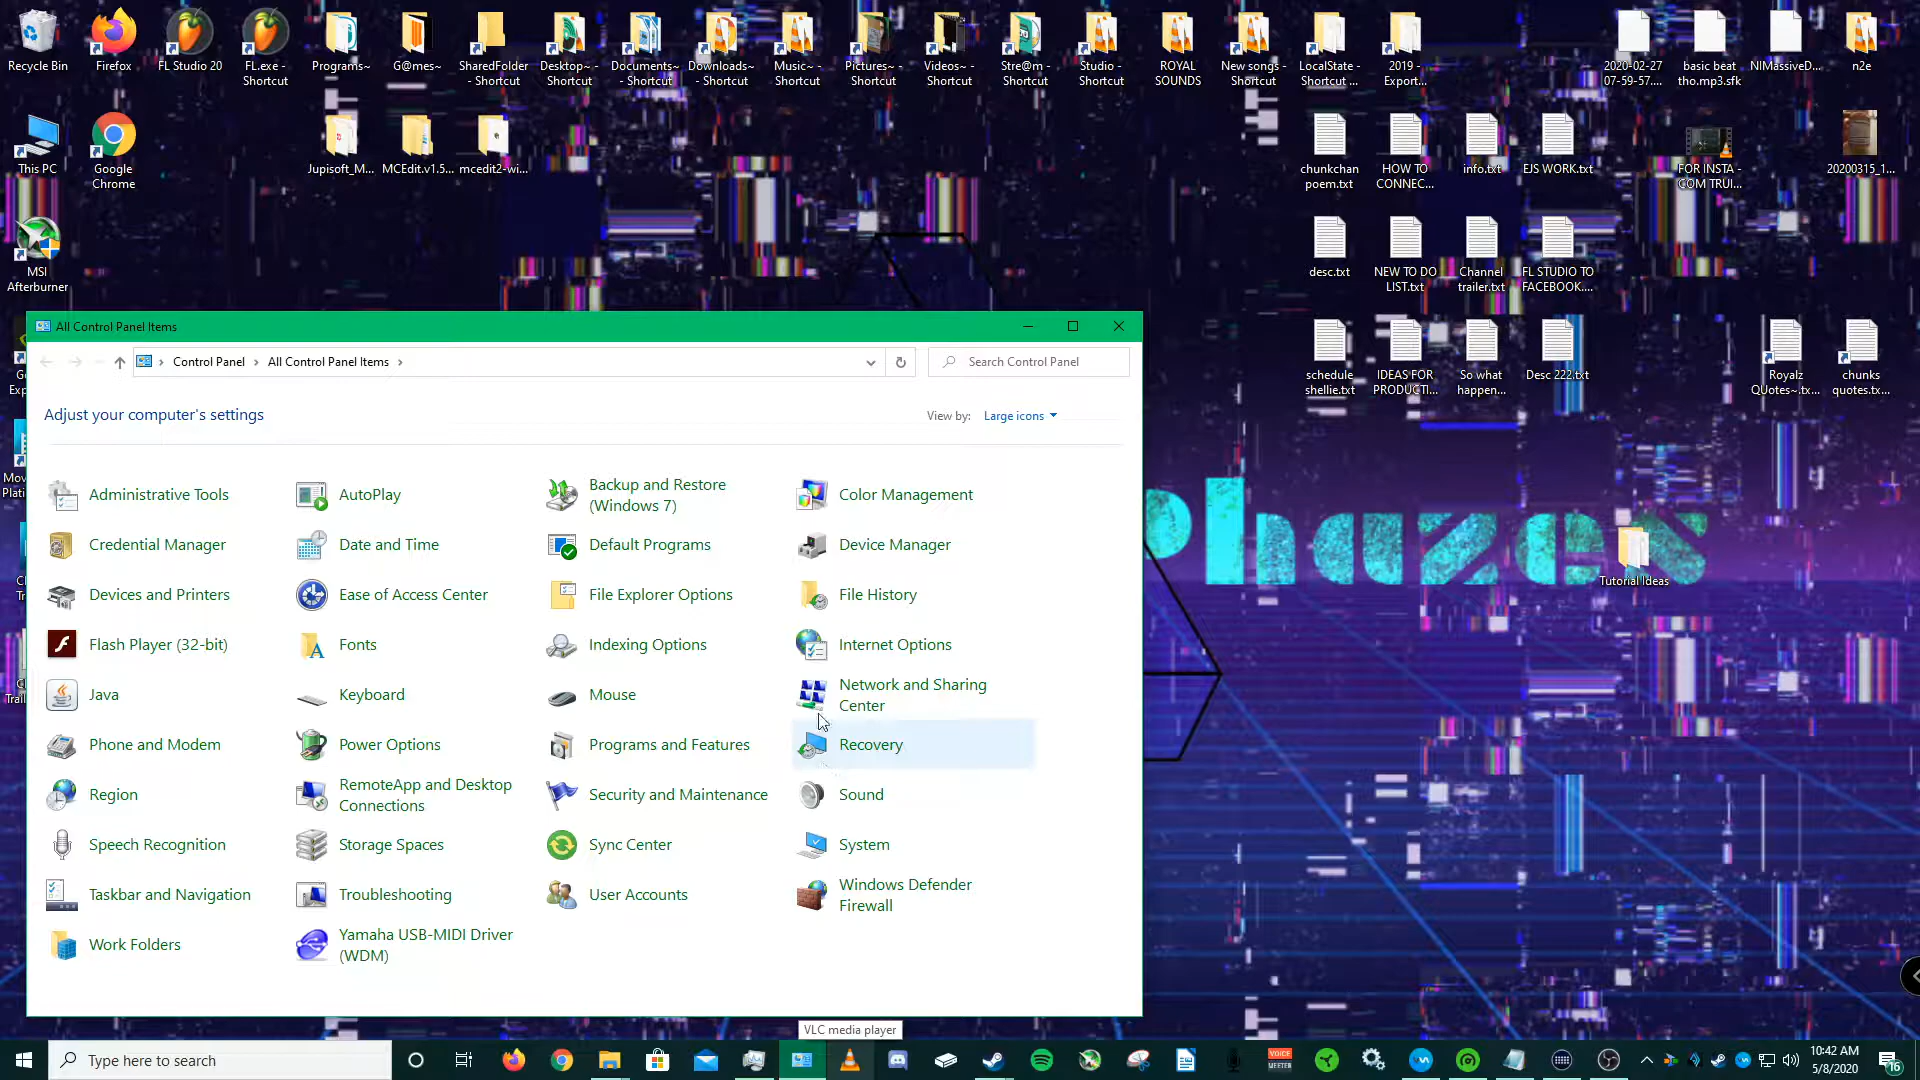 Recycle Bin
Firefox
FL Studio 20
FL.exe -
Shortcut
Programs~
G@mes~
SharedFolder
- Shortcut
Desktop~ -
Shortcut
Documents~
- Shortcut
Downloads~
- Shortcut
Music~ -
Shortcut
Pictures~ -
Shortcut
Videos~ -
Shortcut
Stre@m -
Shortcut
Studio -
Shortcut
ROYAL
SOUNDS
New songs -
Shortcut
LocalState -
Shortcut ...
2019 -
Export...
2020-02-27
07-59-57....
basic beat
tho.mp3.sfk
NIMassiveD...
n2e
This PC
Google
Chrome
Jupisoft_M...
MCEdit.v1.5...
mcedit2-wi...
chunkchan
poem.txt
HOW TO
CONNEC...
info.txt
EJS WORK.txt
FOR INSTA -
COM TRUI...
20200315_1...
MSI
Afterburner
desc.txt
NEW TO DO
LIST.txt
Channel
trailer.txt
FL STUDIO TO
FACEBOOK....
schedule
shellie.txt
IDEAS FOR
PRODUCTI...
So what
happen...
Desc 222.txt
Royalz
QUotes~.tx...
chunks
quotes.tx...
Phazes
Tutorial Ideas
All Control Panel Items
Control Panel
All Control Panel Items
Search Control Panel
Adjust your computer's settings
View by:
Large icons
Administrative Tools
AutoPlay
Backup and Restore
(Windows 7)
Color Management
Credential Manager
Date and Time
Default Programs
Device Manager
Devices and Printers
Ease of Access Center
File Explorer Options
File History
Flash Player (32-bit)
Fonts
Indexing Options
Internet Options
Java
Keyboard
Mouse
Network and Sharing
Center
Phone and Modem
Power Options
Programs and Features
Recovery
Region
RemoteApp and Desktop
Connections
Security and Maintenance
Sound
Speech Recognition
Storage Spaces
Sync Center
System
Taskbar and Navigation
Troubleshooting
User Accounts
Windows Defender
Firewall
Work Folders
Yamaha USB-MIDI Driver
(WDM)
VLC media player
Type here to search
VOICE
MEETER
10:42 AM
5/8/2020
16